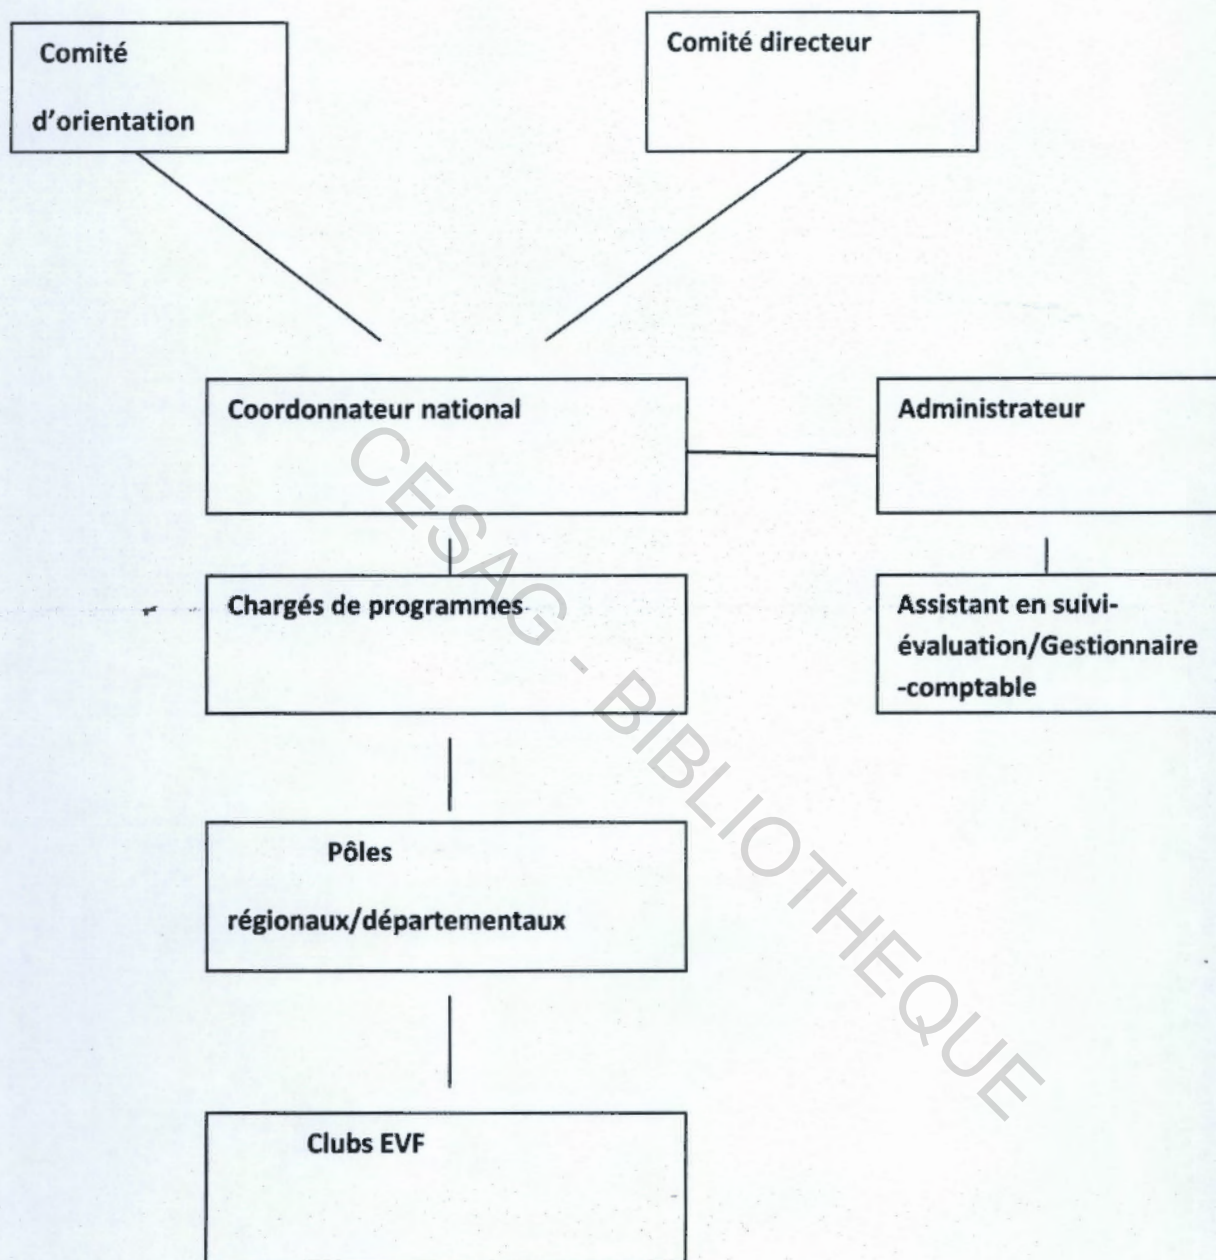 Comité
d'orientation
Comité directeur
Coordonnateur national
Administrateur
Chargés de programmes
Assistant en suivi-
évaluation/Gestionnaire
-comptable
Pôles
régionaux/départementaux
Clubs EVF
CESAG - BIBLIOTHEQUE